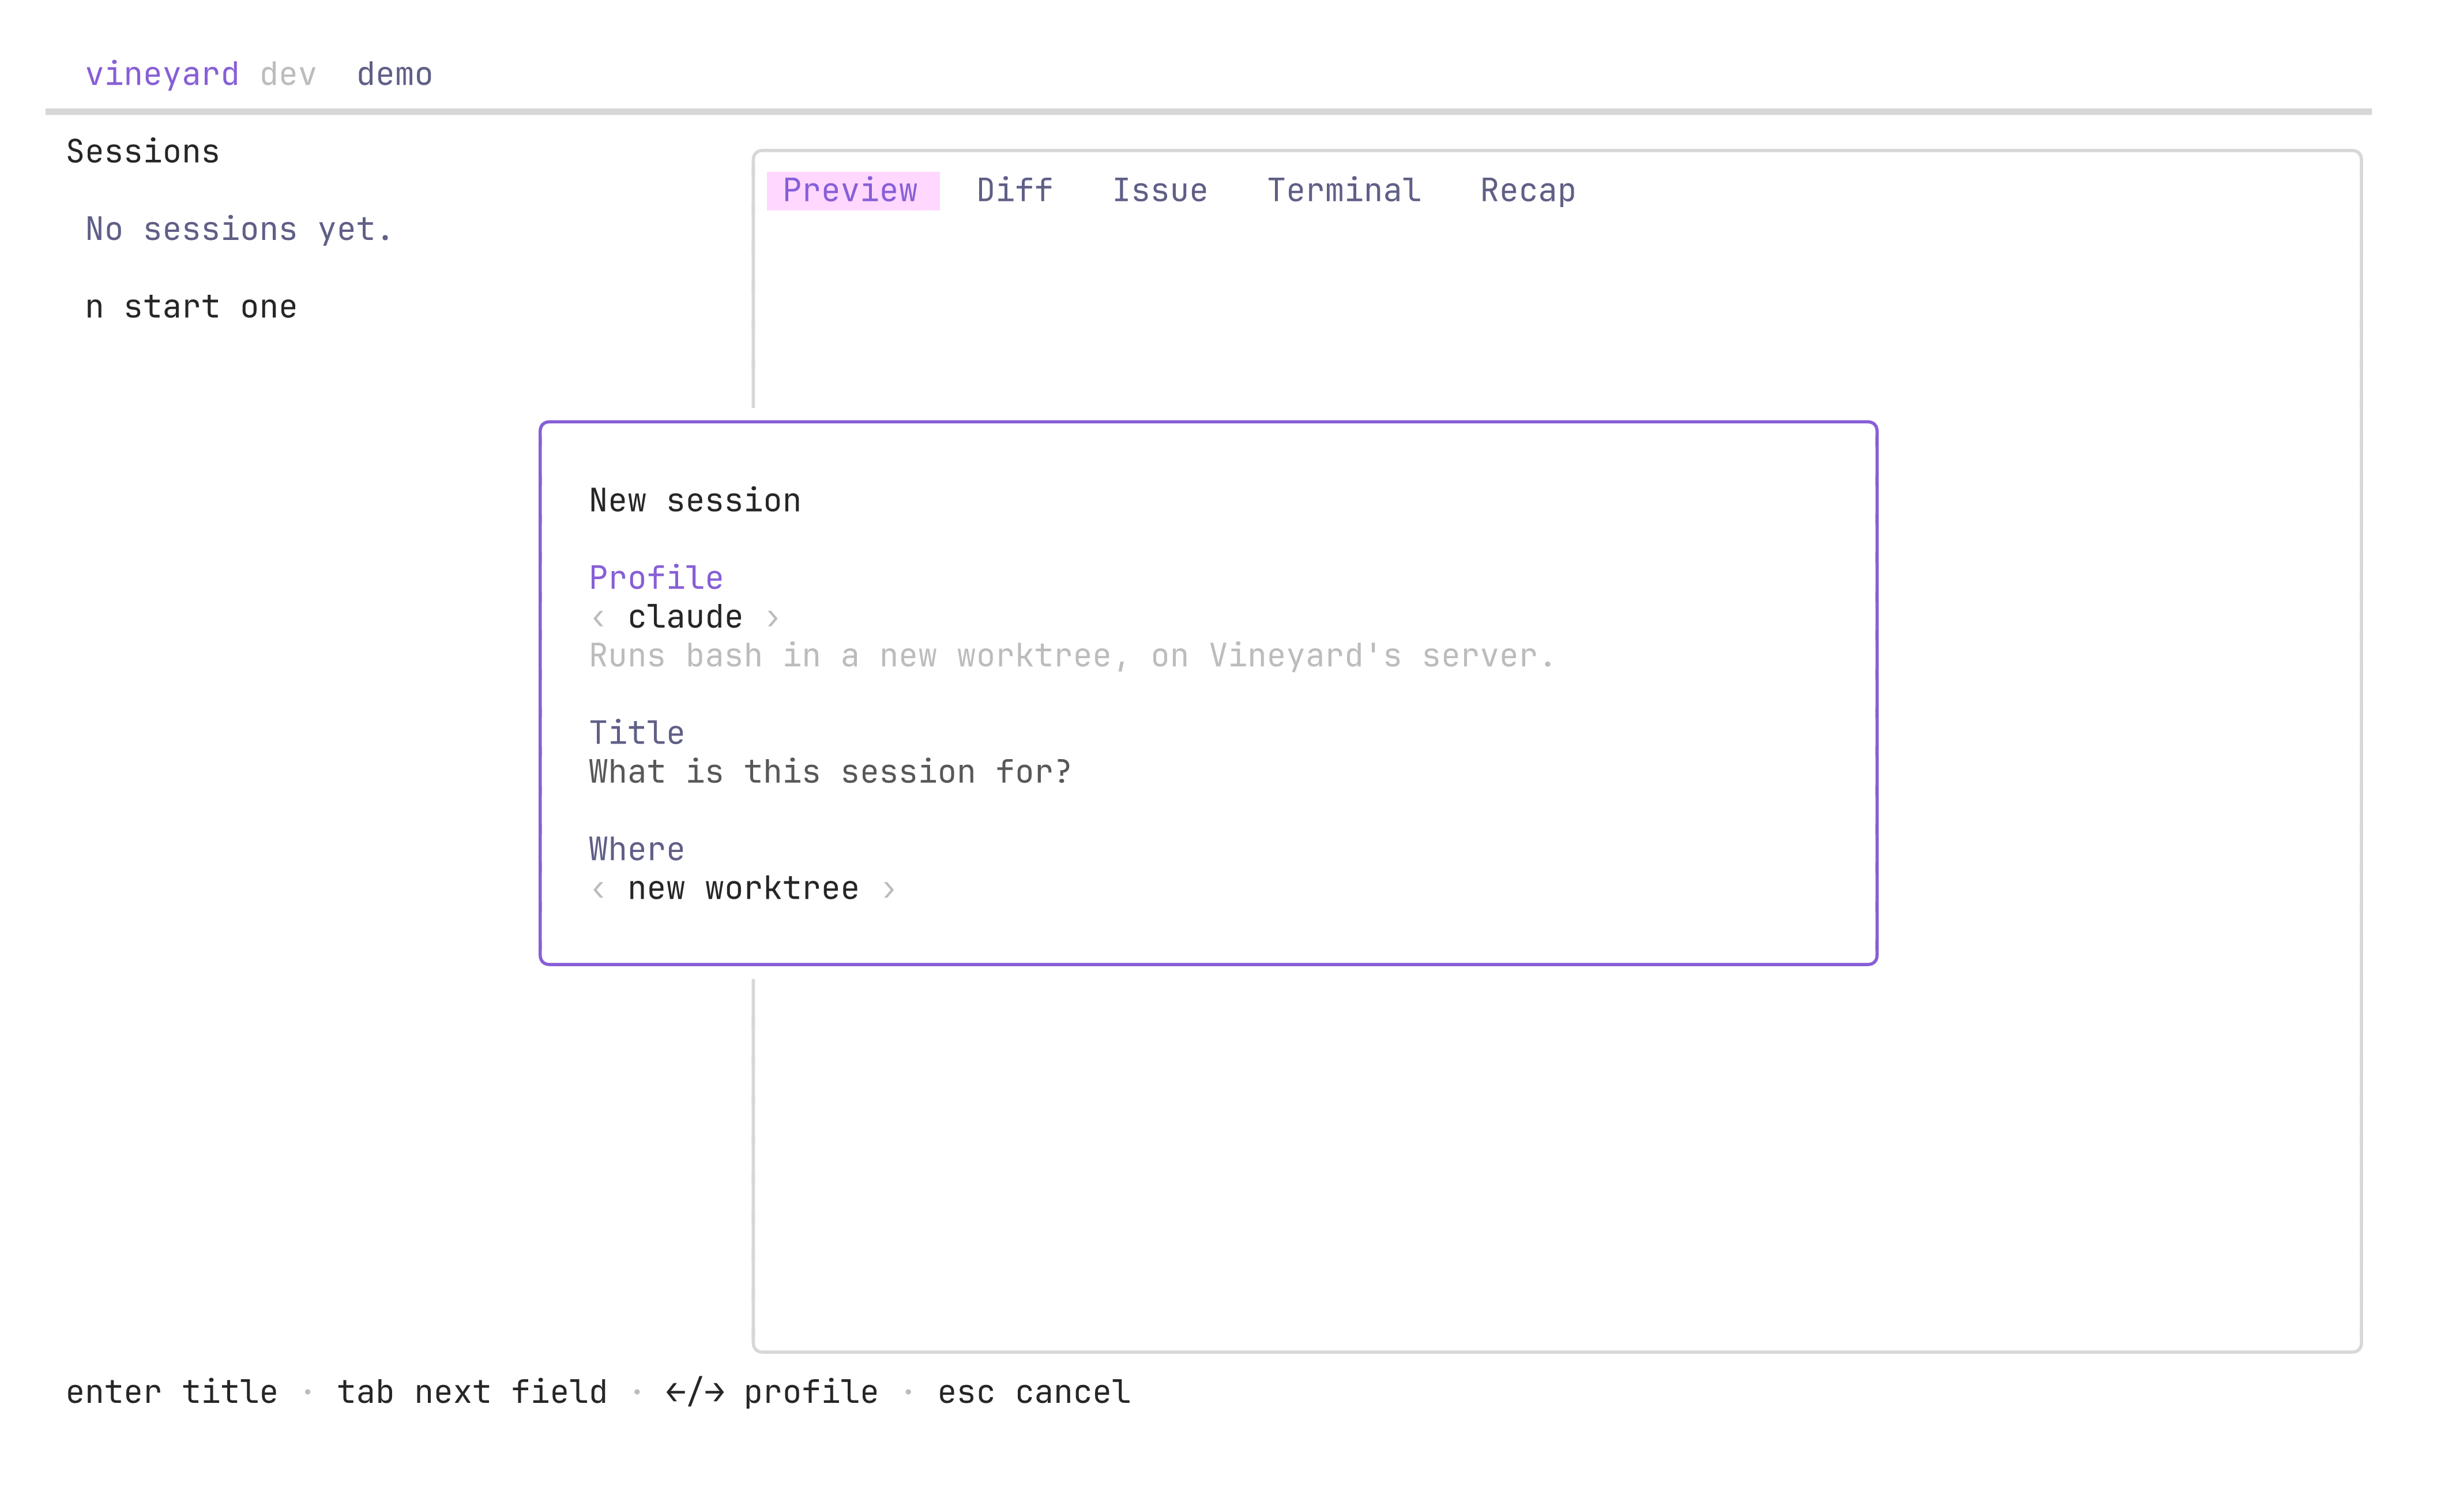 vineyard dev  demo
Sessions
Preview  Diff  Issue  Terminal  Recap
No sessions yet.
n start one
New session
Profile
‹ claude ›
Runs bash in a new worktree, on Vineyard's server.
Title
What is this session for?
Where
‹ new worktree ›
enter title · tab next field · ←/→ profile · esc cancel